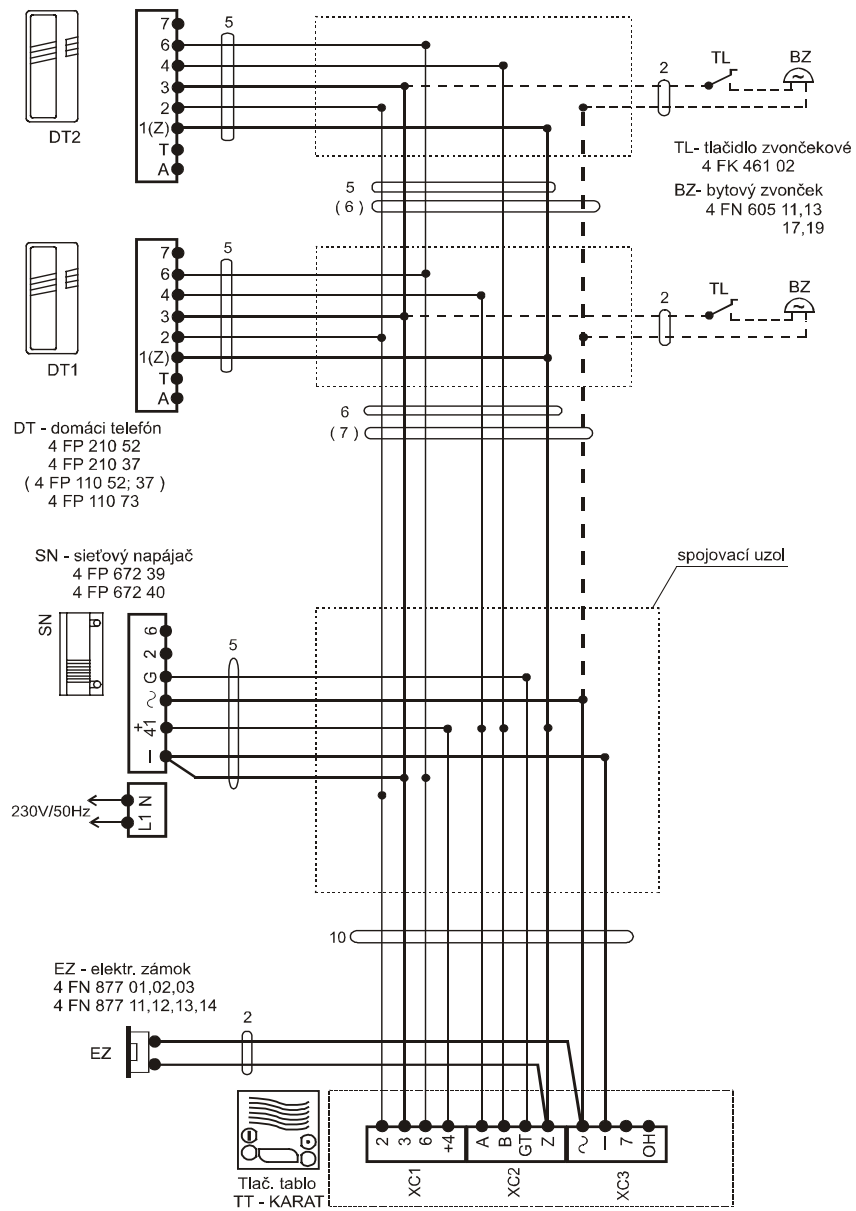 7
6
4
3
2
1(Z)
T
A
5
DT2
2
TL
BZ
TL- tlačidlo zvončekové
4 FK 461 02
BZ- bytový zvonček
4 FN 605 11,13
17,19
5
( 6 )
7
6
4
3
2
1(Z)
T
A
5
DT1
2
TL
BZ
6
( 7 )
DT - domáci telefón
4 FP 210 52
4 FP 210 37
( 4 FP 110 52; 37 )
4 FP 110 73
SN - sieťový napájač
4 FP 672 39
4 FP 672 40
spojovací uzol
SN
6
2
G
~
+
41
–
5
230V/50Hz
L1 N
10
EZ - elektr. zámok
4 FN 877 01,02,03
4 FN 877 11,12,13,14
2
EZ
Tlač. tablo
TT - KARAT
2 3 6 +4 A B GT Z ~ – 7 OH
XC1 XC2 XC3